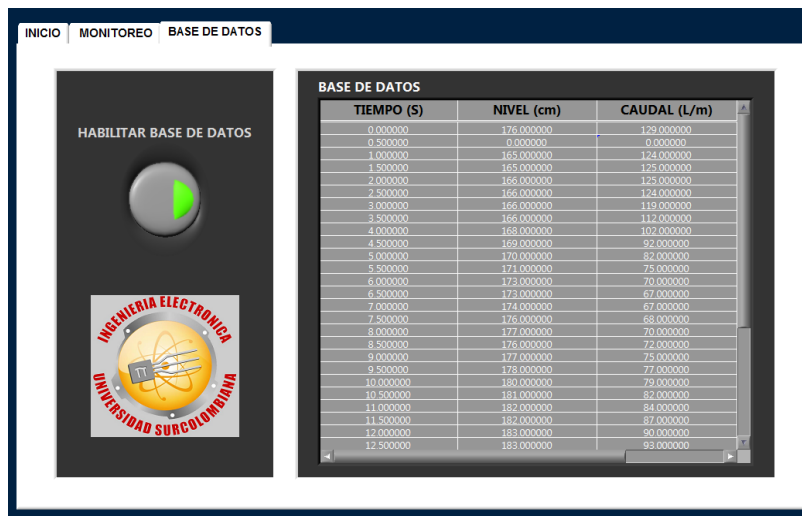 INICIO MONITOREO BASE DE DATOS
HABILITAR BASE DE DATOS
INGENIERIA ELECTRONICA
π
UNIVERSIDAD SURCOLOMBIANA
BASE DE DATOS
TIEMPO (S) NIVEL (cm) CAUDAL (L/m)
0.000000 176.000000 129.000000
0.500000 0.000000 0.000000
1.000000 165.000000 124.000000
1.500000 165.000000 125.000000
2.000000 166.000000 125.000000
2.500000 166.000000 124.000000
3.000000 166.000000 119.000000
3.500000 166.000000 112.000000
4.000000 168.000000 102.000000
4.500000 169.000000 92.000000
5.000000 170.000000 82.000000
5.500000 171.000000 75.000000
6.000000 173.000000 70.000000
6.500000 173.000000 67.000000
7.000000 174.000000 67.000000
7.500000 176.000000 68.000000
8.000000 177.000000 70.000000
8.500000 176.000000 72.000000
9.000000 177.000000 75.000000
9.500000 178.000000 77.000000
10.000000 180.000000 79.000000
10.500000 181.000000 82.000000
11.000000 182.000000 84.000000
11.500000 182.000000 87.000000
12.000000 183.000000 90.000000
12.500000 183.000000 93.000000